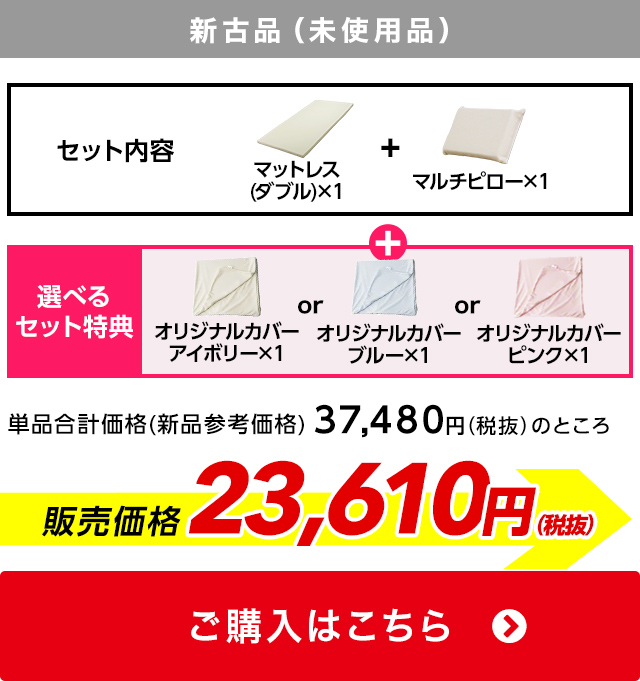 新古品（未使用品）
セット内容
マットレス
(ダブル)×1
+
マルチピロー×1
+
選べる
セット特典
オリジナルカバー
アイボリー×1
or
オリジナルカバー
ブルー×1
or
オリジナルカバー
ピンク×1
単品合計価格(新品参考価格) 37,480円(税抜)のところ
販売価格 23,610円(税抜)
ご購入はこちら